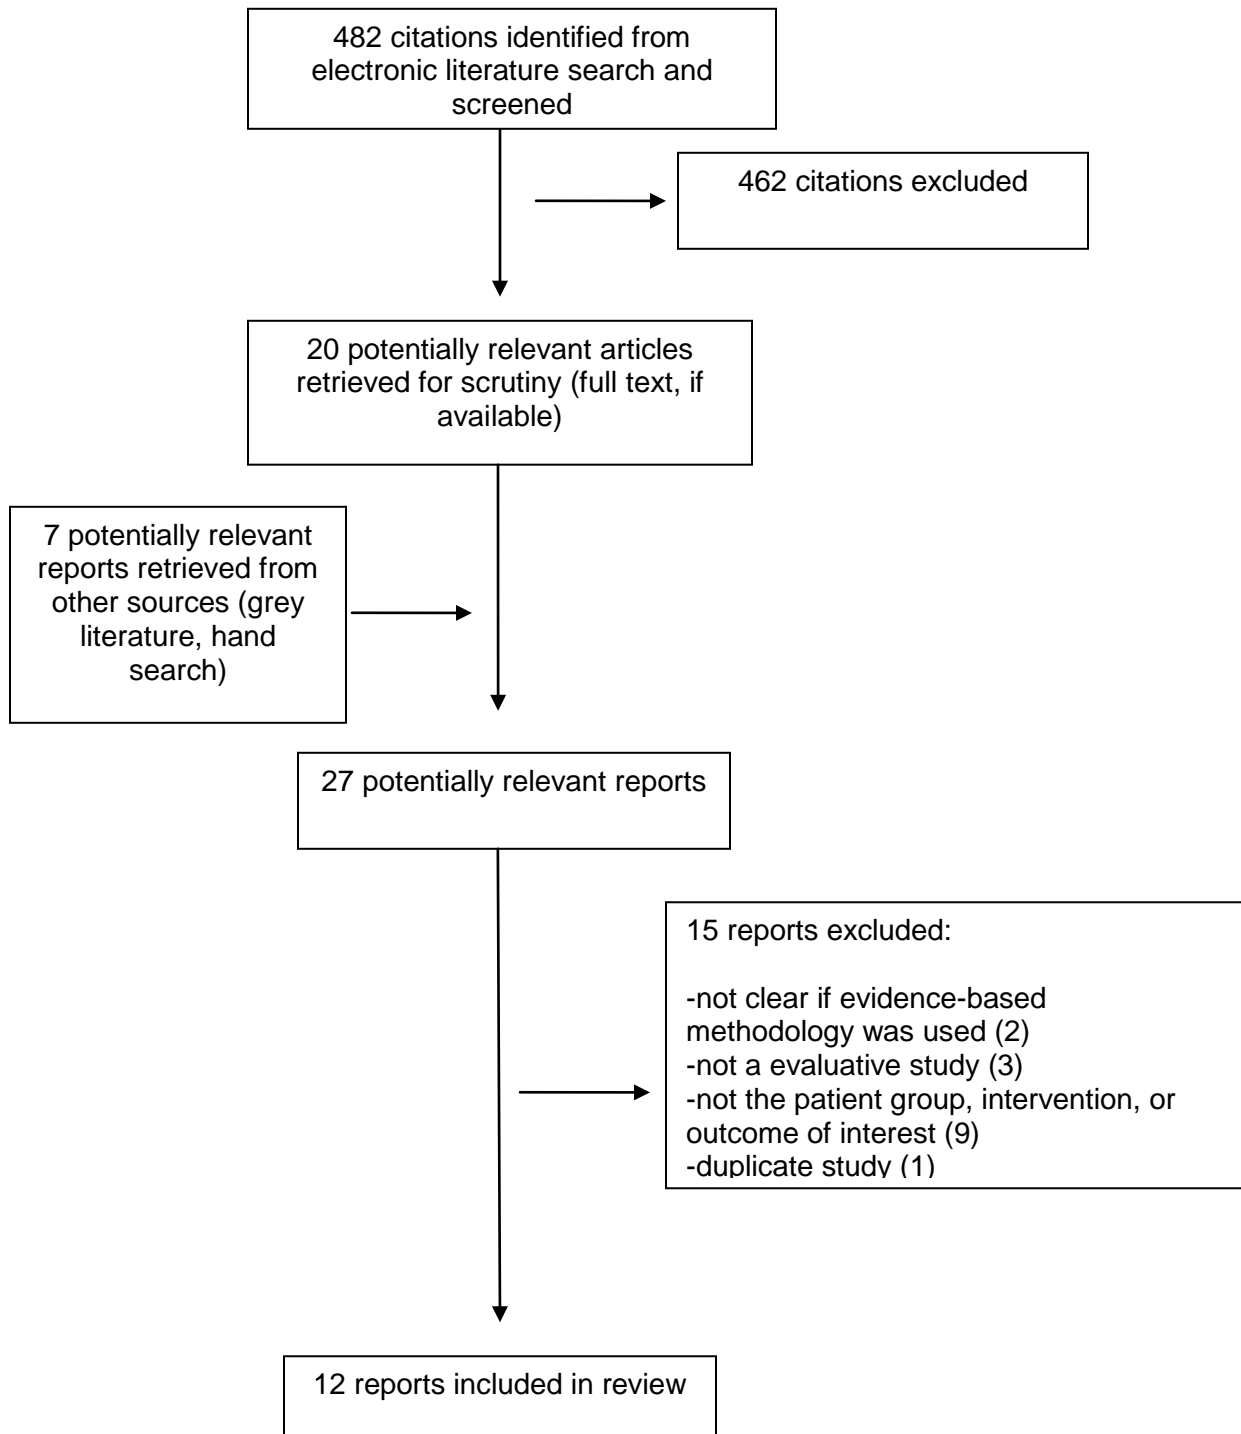 482 citations identified from
electronic literature search and
screened
462 citations excluded
20 potentially relevant articles
retrieved for scrutiny (full text, if
available)
7 potentially relevant
reports retrieved from
other sources (grey
literature, hand
search)
27 potentially relevant reports
15 reports excluded:
-not clear if evidence-based
methodology was used (2)
-not a evaluative study (3)
-not the patient group, intervention, or
outcome of interest (9)
-duplicate study (1)
12 reports included in review